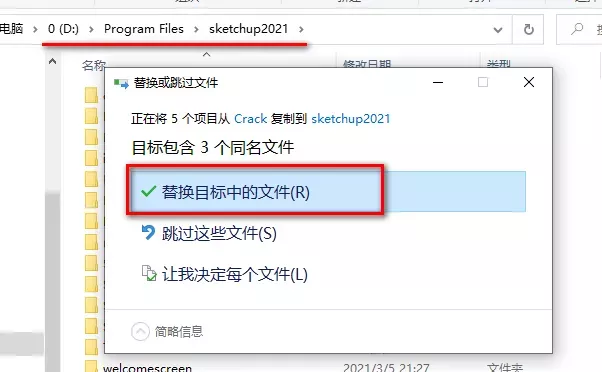 电脑 › 0 (D:) › Program Files › sketchup2021 ›
名称 修改日期 类型
替换或跳过文件
正在将 5 个项目从 Crack 复制到 sketchup2021
目标包含 3 个同名文件
替换目标中的文件(R)
跳过这些文件(S)
让我决定每个文件(L)
简略信息
welcomescreen 2021/3/5 21:27 文件夹